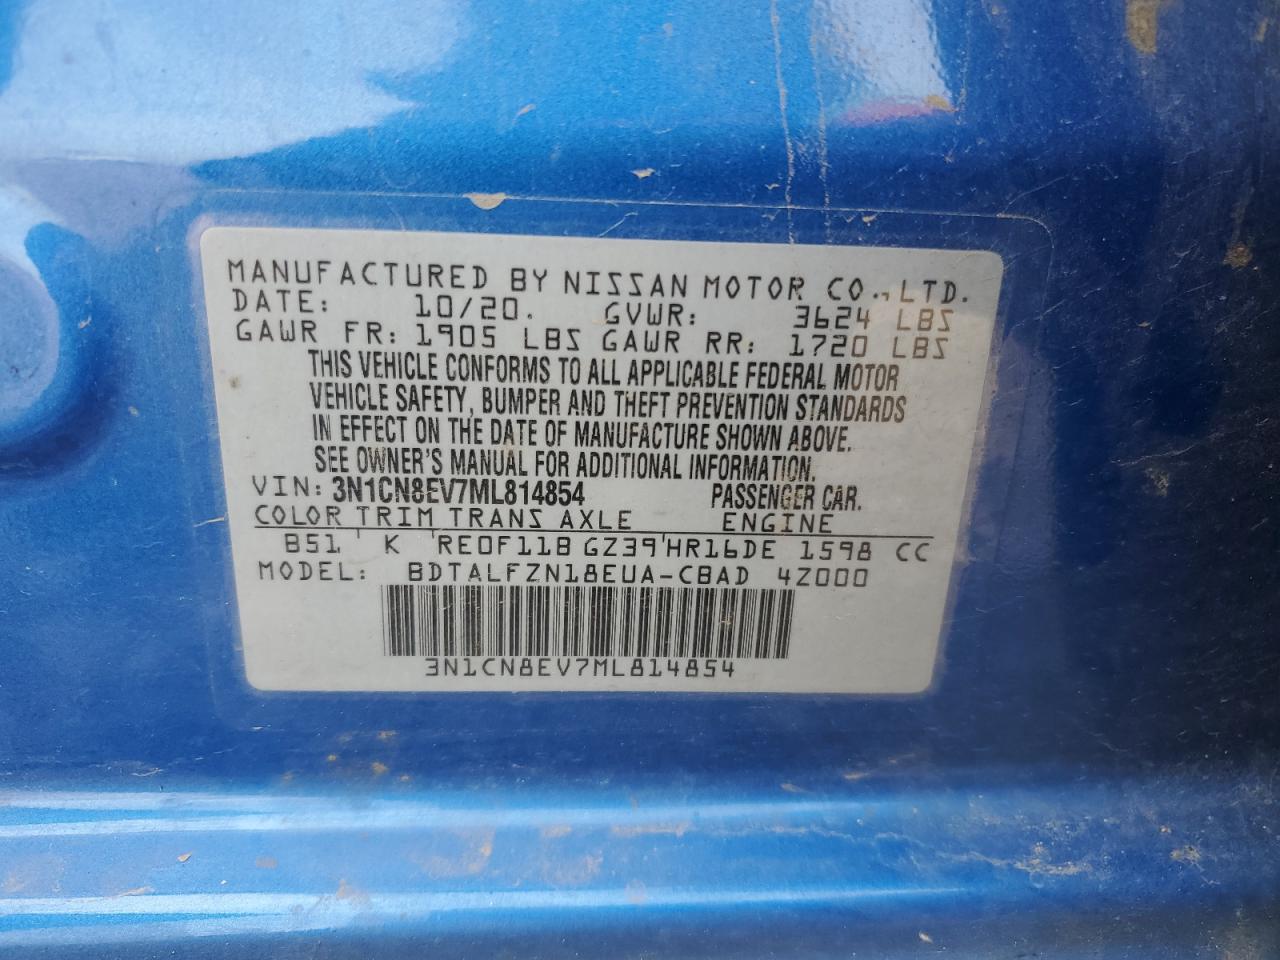 MANUFACTURED BY NISSAN MOTOR CO., LTD.
DATE: 10/20. GVWR: 3624 LBS
GAWR FR: 1905 LBS GAWR RR: 1720 LBS
THIS VEHICLE CONFORMS TO ALL APPLICABLE FEDERAL MOTOR
VEHICLE SAFETY, BUMPER AND THEFT PREVENTION STANDARDS
IN EFFECT ON THE DATE OF MANUFACTURE SHOWN ABOVE.
SEE OWNER'S MANUAL FOR ADDITIONAL INFORMATION.
VIN: 3N1CN8EV7ML814854 PASSENGER CAR.
COLOR TRIM TRANS AXLE ENGINE
B51 ' K 'RE0F11B GZ39'HR16DE 1598 CC
MODEL: BDTALFZN18EUA-CBAD 4Z000
3N1CN8EV7ML814854